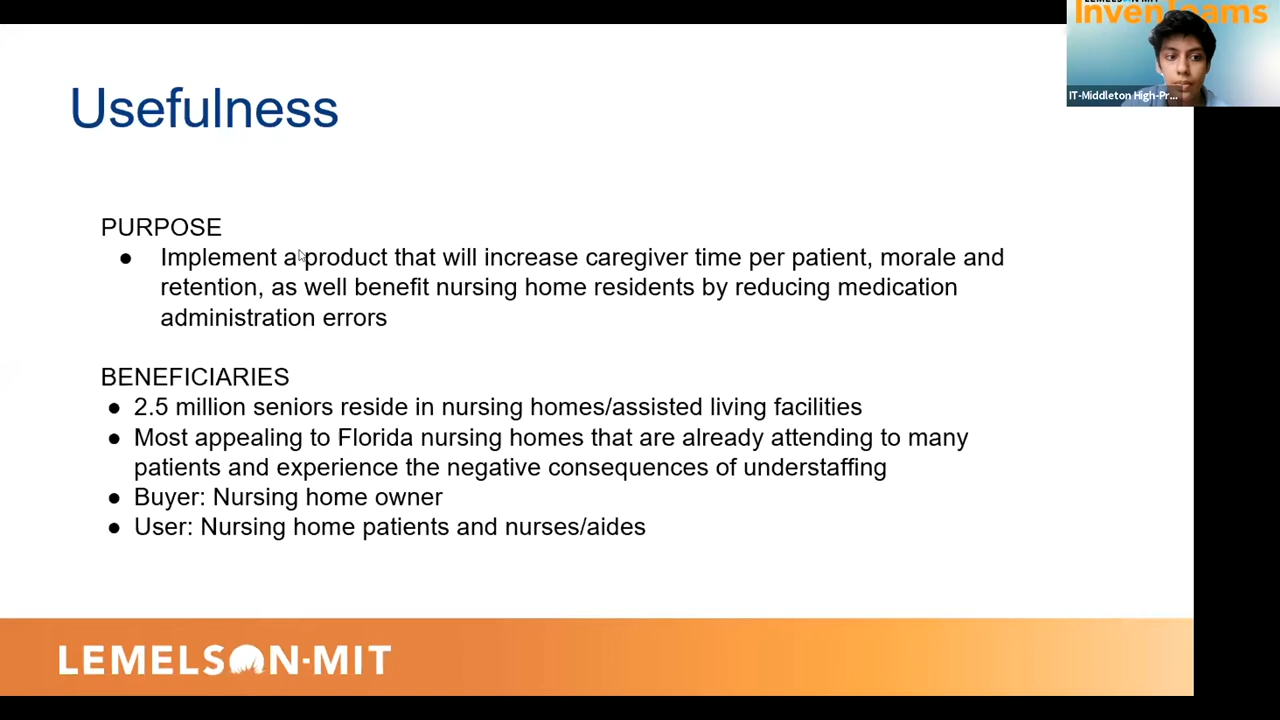 LEMELSON-MIT
InvenTeams
IT-Middleton High-Pr...
Usefulness
PURPOSE
● Implement a product that will increase caregiver time per patient, morale and
retention, as well benefit nursing home residents by reducing medication
administration errors
BENEFICIARIES
● 2.5 million seniors reside in nursing homes/assisted living facilities
● Most appealing to Florida nursing homes that are already attending to many
patients and experience the negative consequences of understaffing
● Buyer: Nursing home owner
● User: Nursing home patients and nurses/aides
LEMELSON-MIT